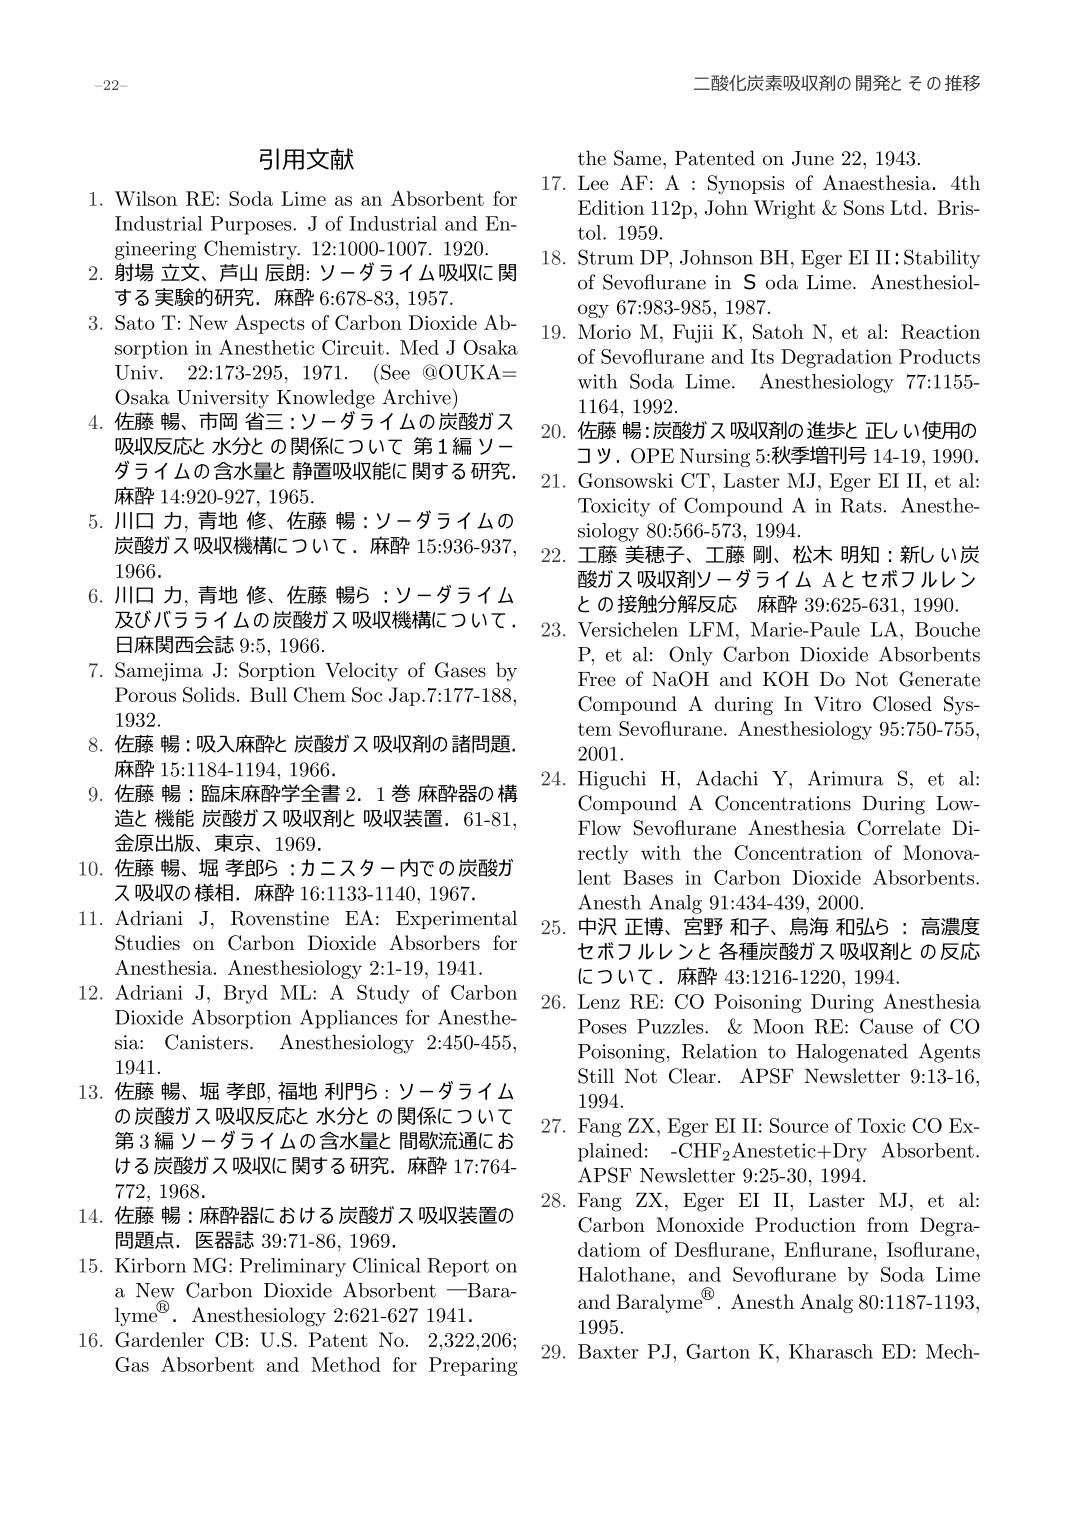 –22–
二酸化炭素吸収剤の開発とその推移
引用文献
1. Wilson RE: Soda Lime as an Absorbent for
Industrial Purposes. J of Industrial and En-
gineering Chemistry. 12:1000-1007. 1920.
2. 射場 立文、芦山 辰朗: ソーダライム吸収に関
する実験的研究. 麻酔 6:678-83, 1957.
3. Sato T: New Aspects of Carbon Dioxide Ab-
sorption in Anesthetic Circuit. Med J Osaka
Univ. 22:173-295, 1971. (See @OUKA=
Osaka University Knowledge Archive)
4. 佐藤 暢、市岡 省三:ソーダライムの炭酸ガス
吸収反応と水分との関係について 第1編 ソー
ダライムの含水量と静置吸収能に関する研究.
麻酔 14:920-927, 1965.
5. 川口 力, 青地 修、佐藤 暢:ソーダライムの
炭酸ガス吸収機構について. 麻酔 15:936-937,
1966.
6. 川口 力, 青地 修、佐藤 暢ら:ソーダライム
及びバラライムの炭酸ガス吸収機構について.
日麻関西会誌 9:5, 1966.
7. Samejima J: Sorption Velocity of Gases by
Porous Solids. Bull Chem Soc Jap.7:177-188,
1932.
8. 佐藤 暢:吸入麻酔と炭酸ガス吸収剤の諸問題.
麻酔 15:1184-1194, 1966.
9. 佐藤 暢:臨床麻酔学全書 2. 1 巻 麻酔器の構
造と機能 炭酸ガス吸収剤と吸収装置. 61-81,
金原出版、東京、1969.
10. 佐藤 暢、堀 孝郎ら:カニスター内での炭酸ガ
ス吸収の様相. 麻酔 16:1133-1140, 1967.
11. Adriani J, Rovenstine EA: Experimental
Studies on Carbon Dioxide Absorbers for
Anesthesia. Anesthesiology 2:1-19, 1941.
12. Adriani J, Bryd ML: A Study of Carbon
Dioxide Absorption Appliances for Anesthe-
sia: Canisters. Anesthesiology 2:450-455,
1941.
13. 佐藤 暢、堀 孝郎, 福地 利門ら:ソーダライム
の炭酸ガス吸収反応と水分との関係について
第 3 編 ソーダライムの含水量と間歇流通にお
ける炭酸ガス吸収に関する研究. 麻酔 17:764-
772, 1968.
14. 佐藤 暢:麻酔器における炭酸ガス吸収装置の
問題点. 医器誌 39:71-86, 1969.
15. Kirborn MG: Preliminary Clinical Report on
a New Carbon Dioxide Absorbent —Bara-
lyme®. Anesthesiology 2:621-627 1941.
16. Gardenler CB: U.S. Patent No. 2,322,206;
Gas Absorbent and Method for Preparing
the Same, Patented on June 22, 1943.
17. Lee AF: A : Synopsis of Anaesthesia. 4th
Edition 112p, John Wright & Sons Ltd. Bris-
tol. 1959.
18. Strum DP, Johnson BH, Eger EI II:Stability
of Sevoflurane in S oda Lime. Anesthesiol-
ogy 67:983-985, 1987.
19. Morio M, Fujii K, Satoh N, et al: Reaction
of Sevoflurane and Its Degradation Products
with Soda Lime. Anesthesiology 77:1155-
1164, 1992.
20. 佐藤 暢:炭酸ガス吸収剤の進歩と正しい使用の
コツ. OPE Nursing 5:秋季増刊号 14-19, 1990.
21. Gonsowski CT, Laster MJ, Eger EI II, et al:
Toxicity of Compound A in Rats. Anesthe-
siology 80:566-573, 1994.
22. 工藤 美穂子、工藤 剛、松木 明知:新しい炭
酸ガス吸収剤ソーダライム Aとセボフルレン
との接触分解反応 麻酔 39:625-631, 1990.
23. Versichelen LFM, Marie-Paule LA, Bouche
P, et al: Only Carbon Dioxide Absorbents
Free of NaOH and KOH Do Not Generate
Compound A during In Vitro Closed Sys-
tem Sevoflurane. Anesthesiology 95:750-755,
2001.
24. Higuchi H, Adachi Y, Arimura S, et al:
Compound A Concentrations During Low-
Flow Sevoflurane Anesthesia Correlate Di-
rectly with the Concentration of Monova-
lent Bases in Carbon Dioxide Absorbents.
Anesth Analg 91:434-439, 2000.
25. 中沢 正博、宮野 和子、鳥海 和弘ら: 高濃度
セボフルレンと各種炭酸ガス吸収剤との反応
について. 麻酔 43:1216-1220, 1994.
26. Lenz RE: CO Poisoning During Anesthesia
Poses Puzzles. & Moon RE: Cause of CO
Poisoning, Relation to Halogenated Agents
Still Not Clear. APSF Newsletter 9:13-16,
1994.
27. Fang ZX, Eger EI II: Source of Toxic CO Ex-
plained: -CHF₂Anestetic+Dry Absorbent.
APSF Newsletter 9:25-30, 1994.
28. Fang ZX, Eger EI II, Laster MJ, et al:
Carbon Monoxide Production from Degra-
datiom of Desflurane, Enflurane, Isoflurane,
Halothane, and Sevoflurane by Soda Lime
and Baralyme®. Anesth Analg 80:1187-1193,
1995.
29. Baxter PJ, Garton K, Kharasch ED: Mech-